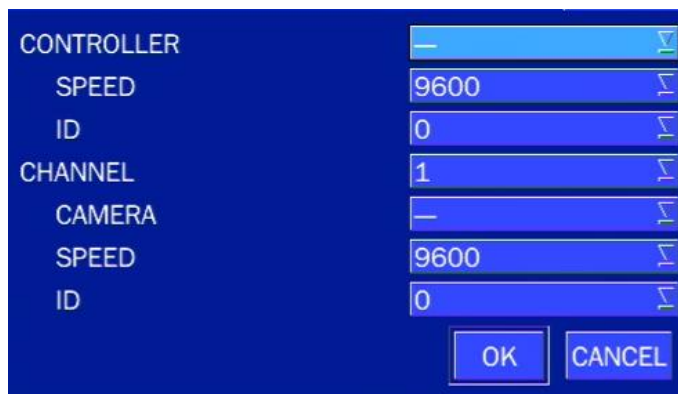 CONTROLLER —
SPEED 9600
ID 0
CHANNEL 1
CAMERA —
SPEED 9600
ID 0
OK CANCEL